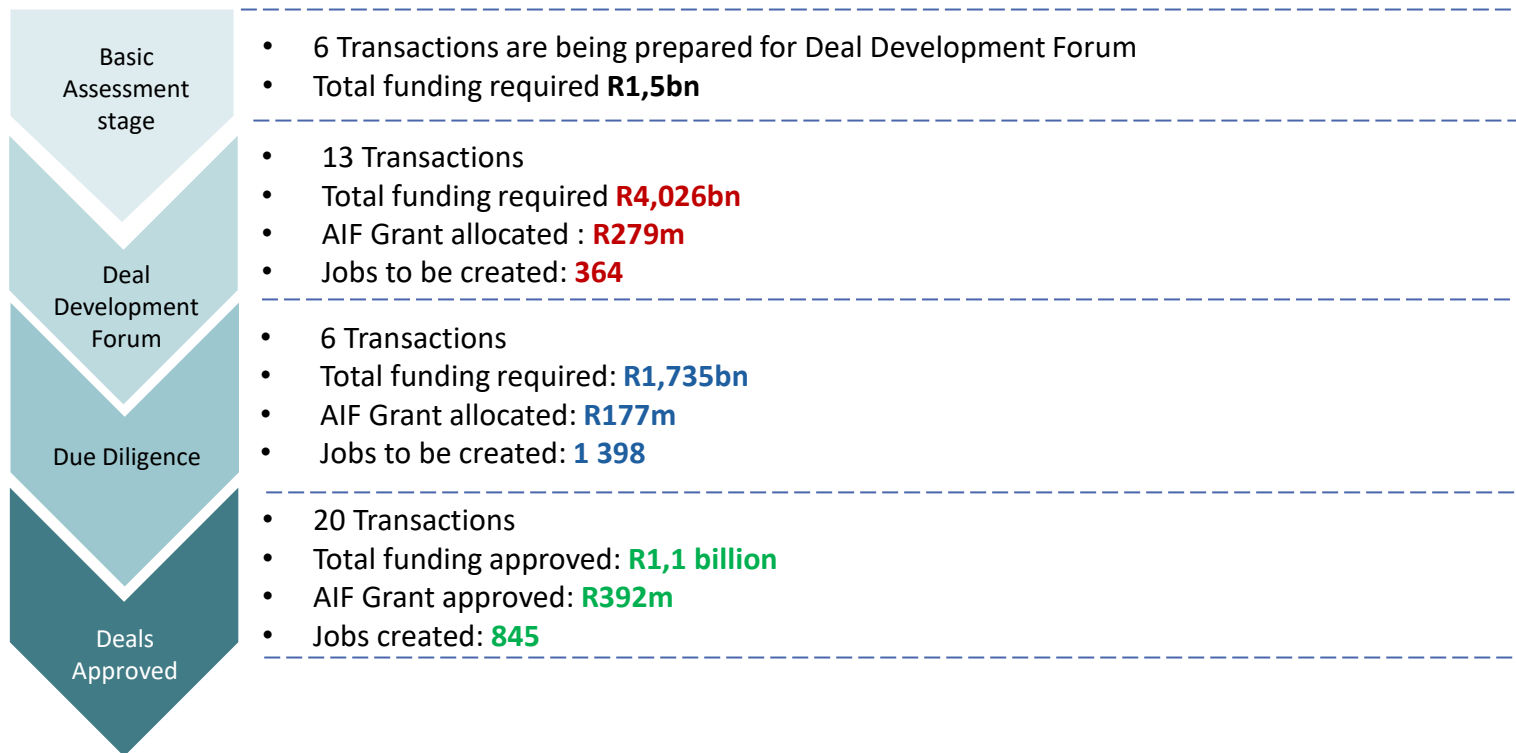 Basic
Assessment
stage
• 6 Transactions are being prepared for Deal Development Forum
• Total funding required R1,5bn
Deal
Development
Forum
• 13 Transactions
• Total funding required R4,026bn
• AIF Grant allocated : R279m
• Jobs to be created: 364
Due Diligence
• 6 Transactions
• Total funding required: R1,735bn
• AIF Grant allocated: R177m
• Jobs to be created: 1 398
Deals
Approved
• 20 Transactions
• Total funding approved: R1,1 billion
• AIF Grant approved: R392m
• Jobs created: 845